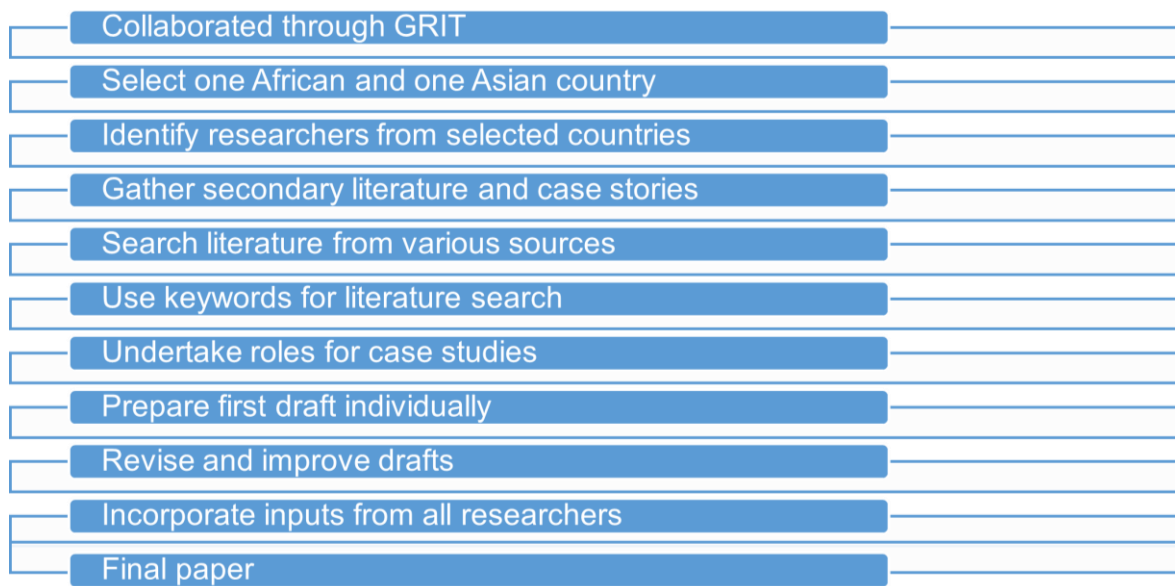 Collaborated through GRIT
Select one African and one Asian country
Identify researchers from selected countries
Gather secondary literature and case stories
Search literature from various sources
Use keywords for literature search
Undertake roles for case studies
Prepare first draft individually
Revise and improve drafts
Incorporate inputs from all researchers
Final paper